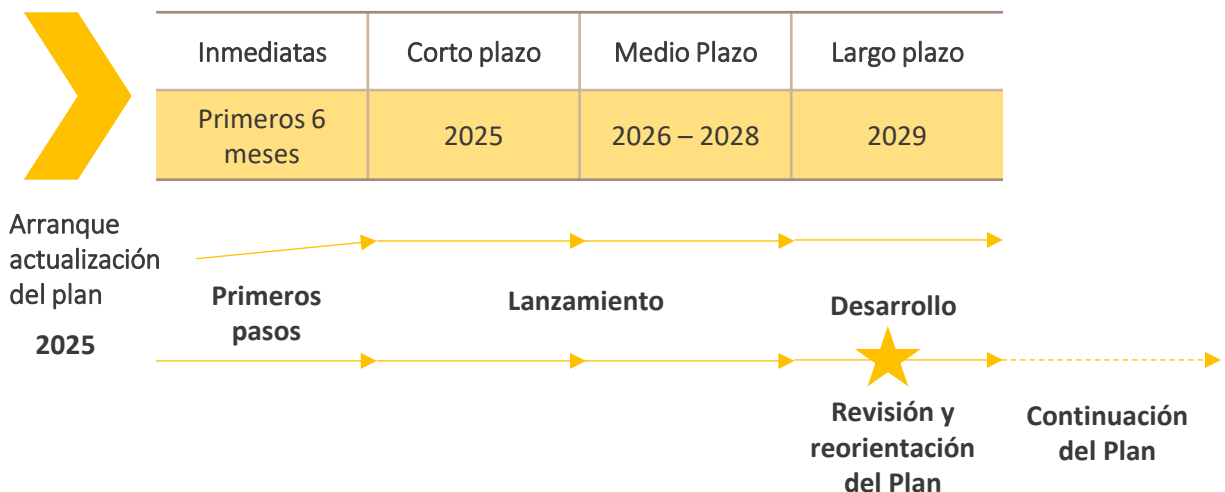 Inmediatas Corto plazo Medio Plazo Largo plazo
Primeros 6
meses
2025 2026 – 2028 2029
Arranque
actualización
del plan
2025
Primeros
pasos
Lanzamiento
Desarrollo
Revisión y
reorientación
del Plan
Continuación
del Plan